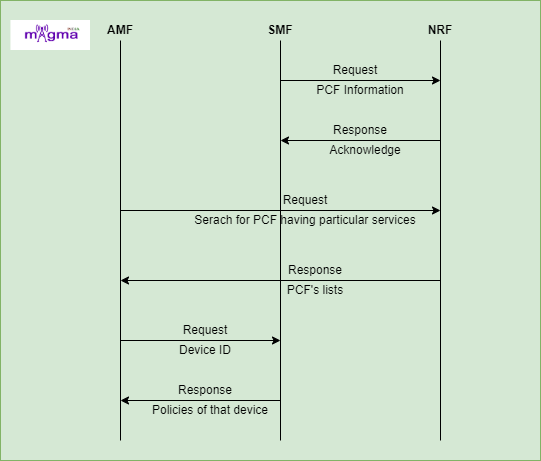 magma
AMF
SMF
NRF
Request
PCF Information
Response
Acknowledge
Request
Serach for PCF having particular services
Response
PCF's lists
Request
Device ID
Response
Policies of that device